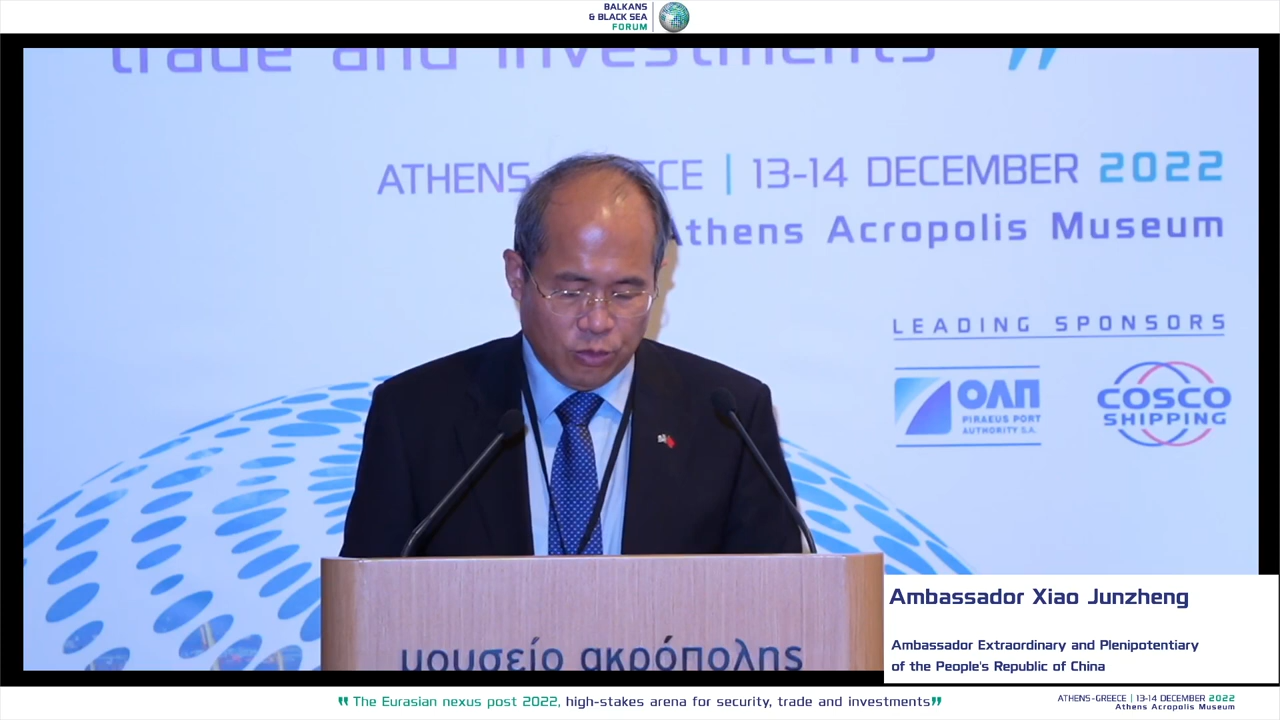 BALKANS
& BLACK SEA
FORUM
trade and investments”
ATHENS
CE | 13-14 DECEMBER 2022
Athens Acropolis Museum
LEADING SPONSORS
ΟΛΠ
PIRAEUS PORT
AUTHORITY S.A.
COSCO
SHIPPING
μουσείο ακρόπολης
Ambassador Xiao Junzheng
Ambassador Extraordinary and Plenipotentiary
of the People's Republic of China
"The Eurasian nexus post 2022, high-stakes arena for security, trade and investments"
ATHENS-GREECE | 13-14 DECEMBER 2022
Athens Acropolis Museum